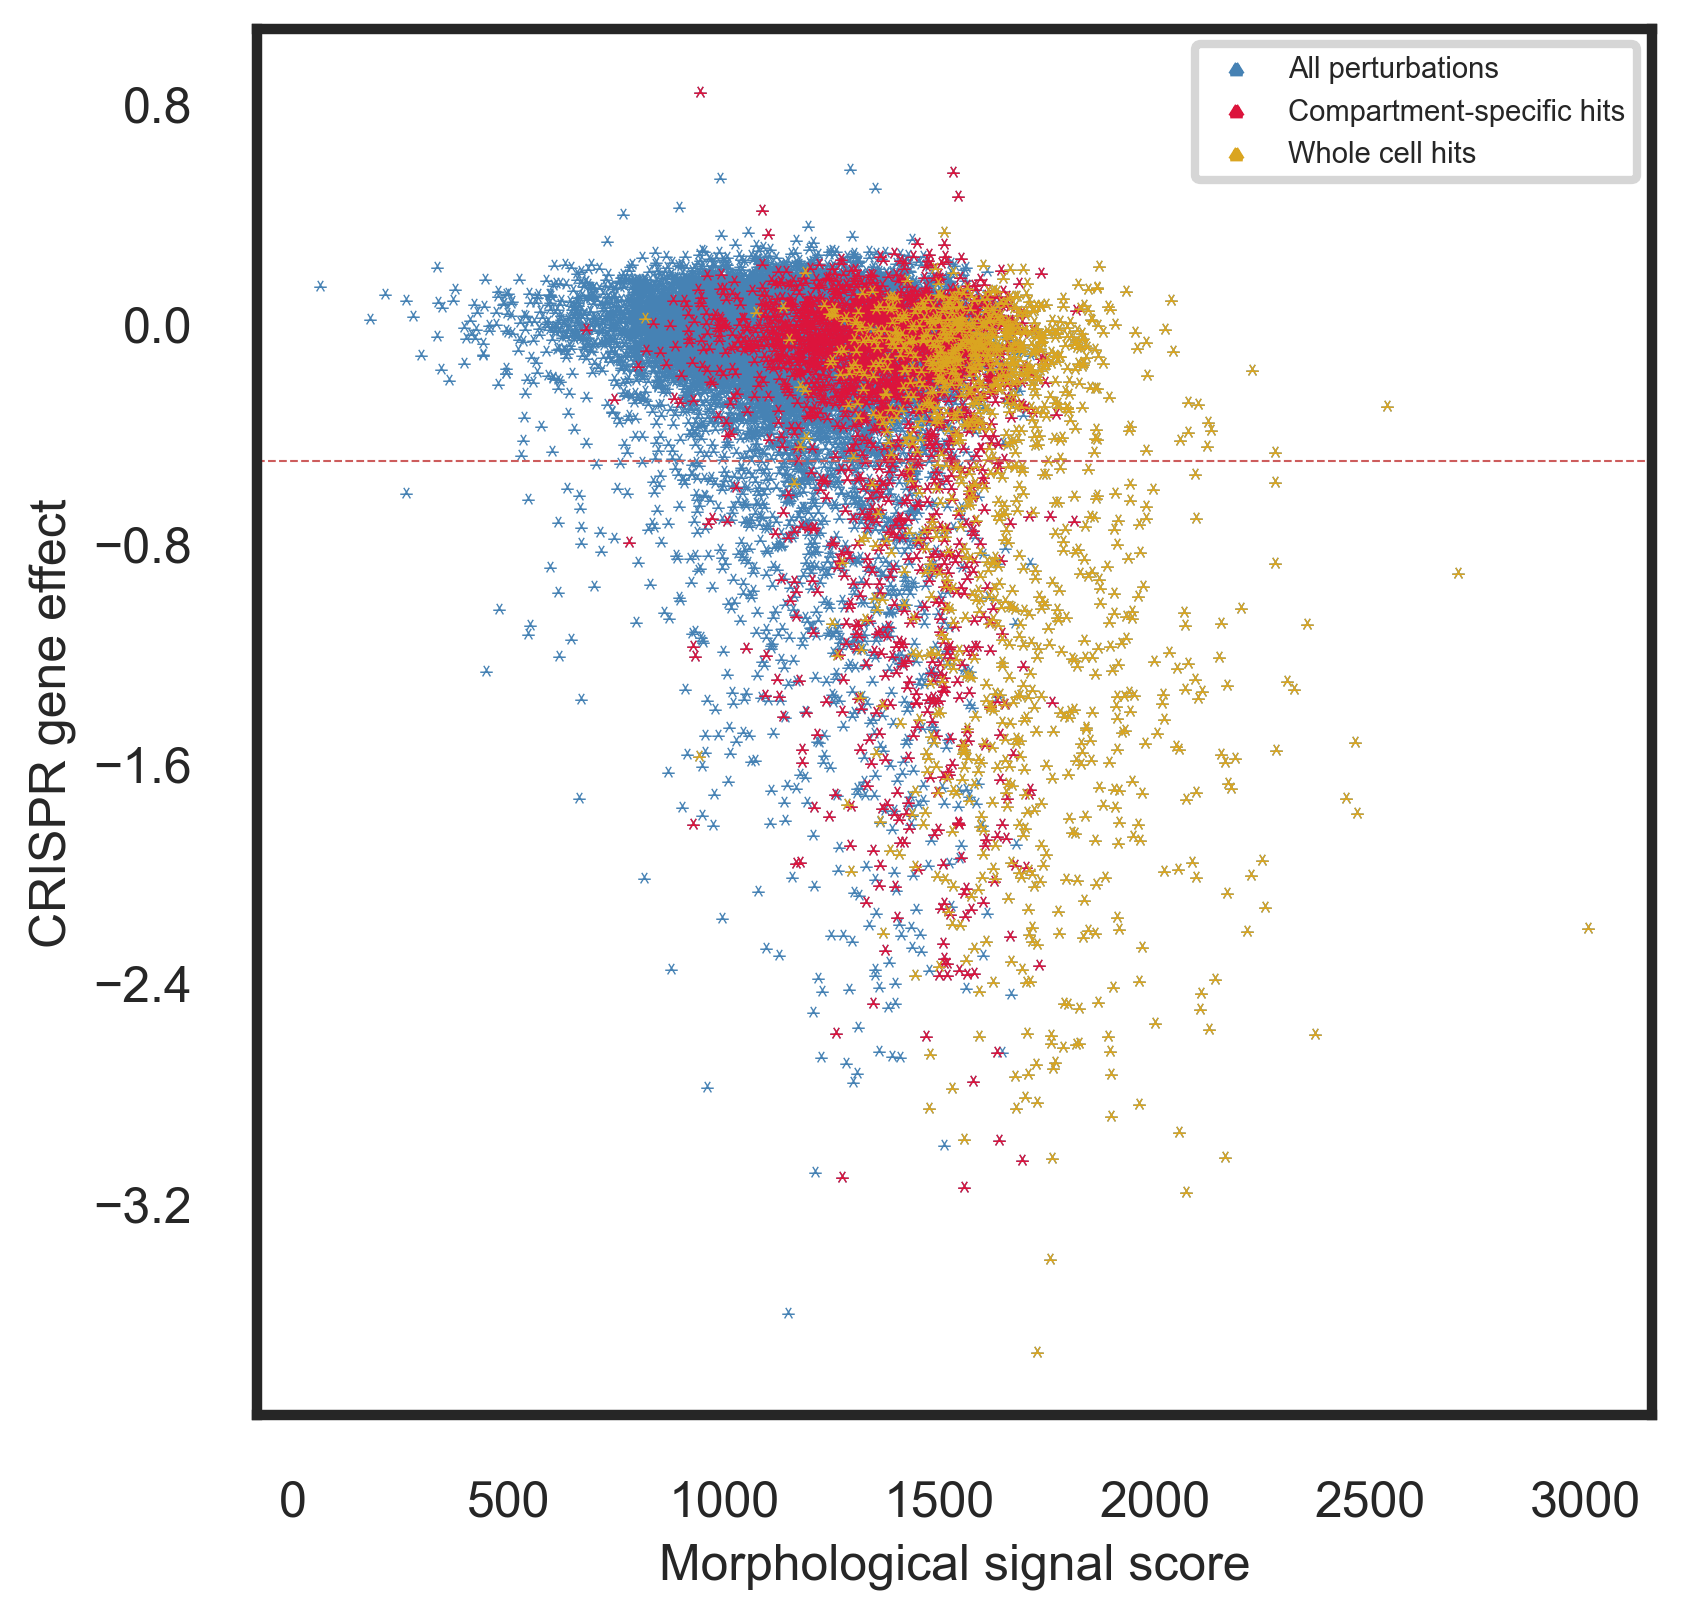 All perturbations
Compartment-specific hits
Whole cell hits
0.8
0.0
−0.8
−1.6
−2.4
−3.2
CRISPR gene effect
0 500 1000 1500 2000 2500 3000
Morphological signal score